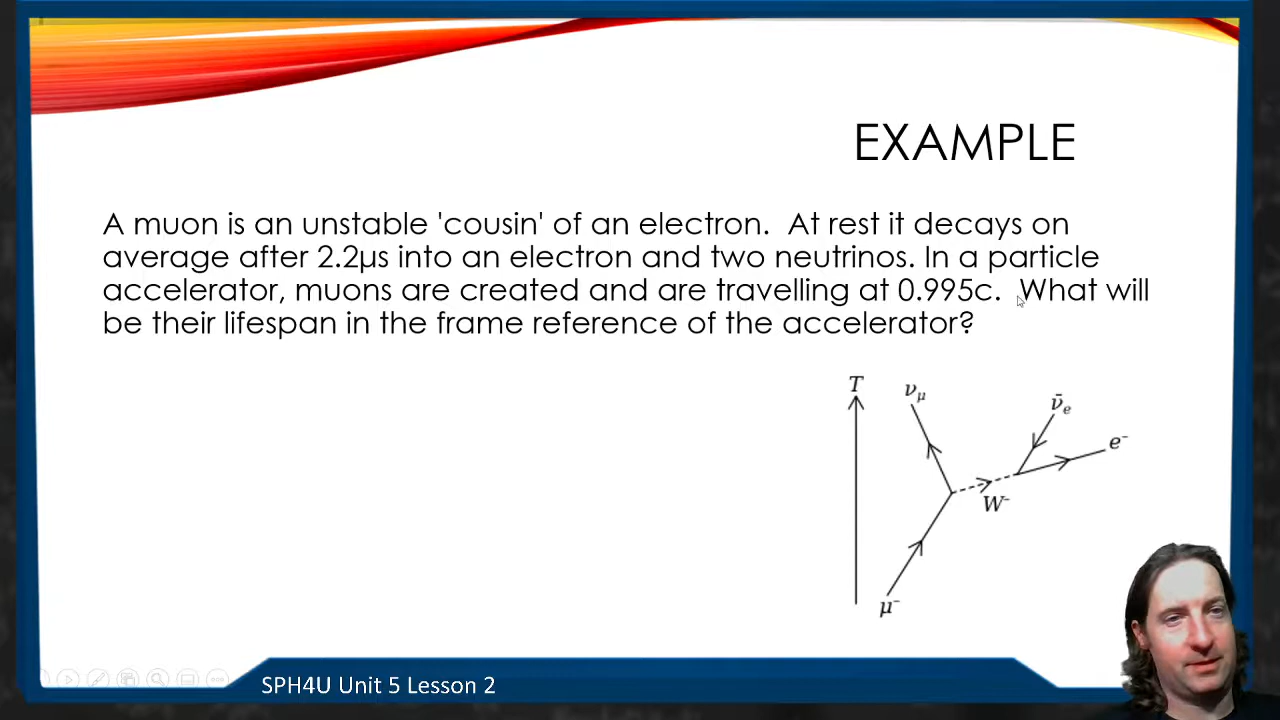 EXAMPLE
A muon is an unstable 'cousin' of an electron.  At rest it decays on
average after 2.2µs into an electron and two neutrinos. In a particle
accelerator, muons are created and are travelling at 0.995c.  What will
be their lifespan in the frame reference of the accelerator?
T
ν_μ
ν̄_e
e⁻
W⁻
μ⁻
SPH4U Unit 5 Lesson 2